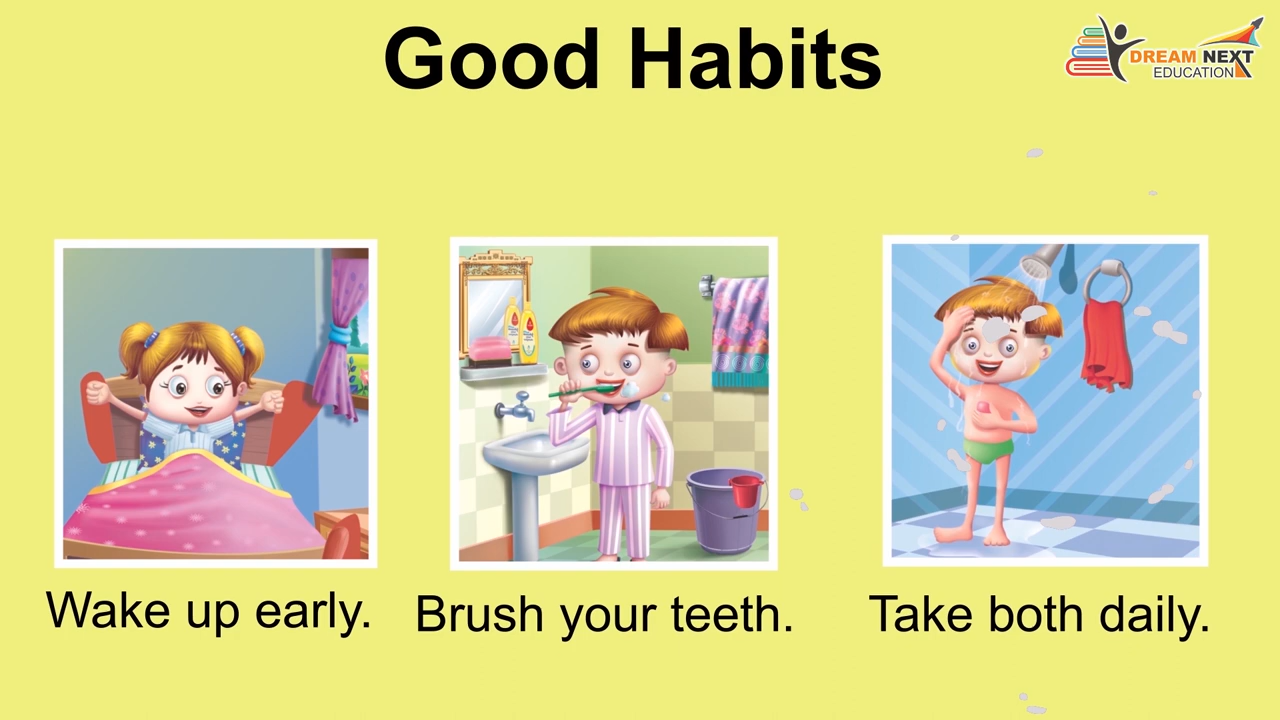 Good Habits
DREAM NEXT
EDUCATION
Wake up early.
Brush your teeth.
Take both daily.